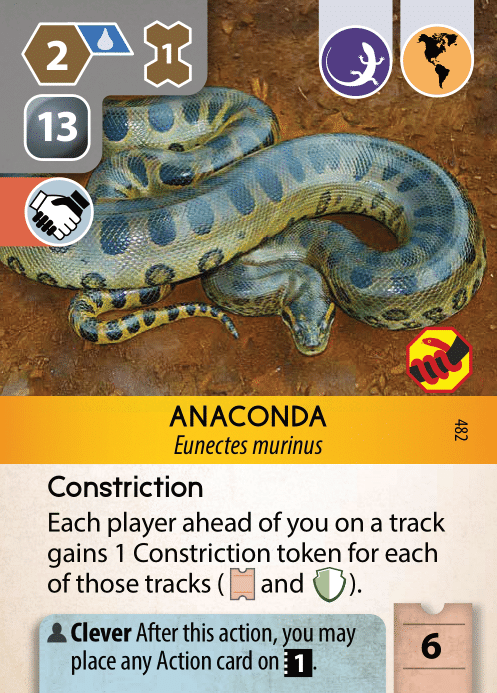 2
1
13
ANACONDA
Eunectes murinus
482
Constriction
Each player ahead of you on a track
gains 1 Constriction token for each
of those tracks ( and ).
Clever After this action, you may
place any Action card on 1.
6